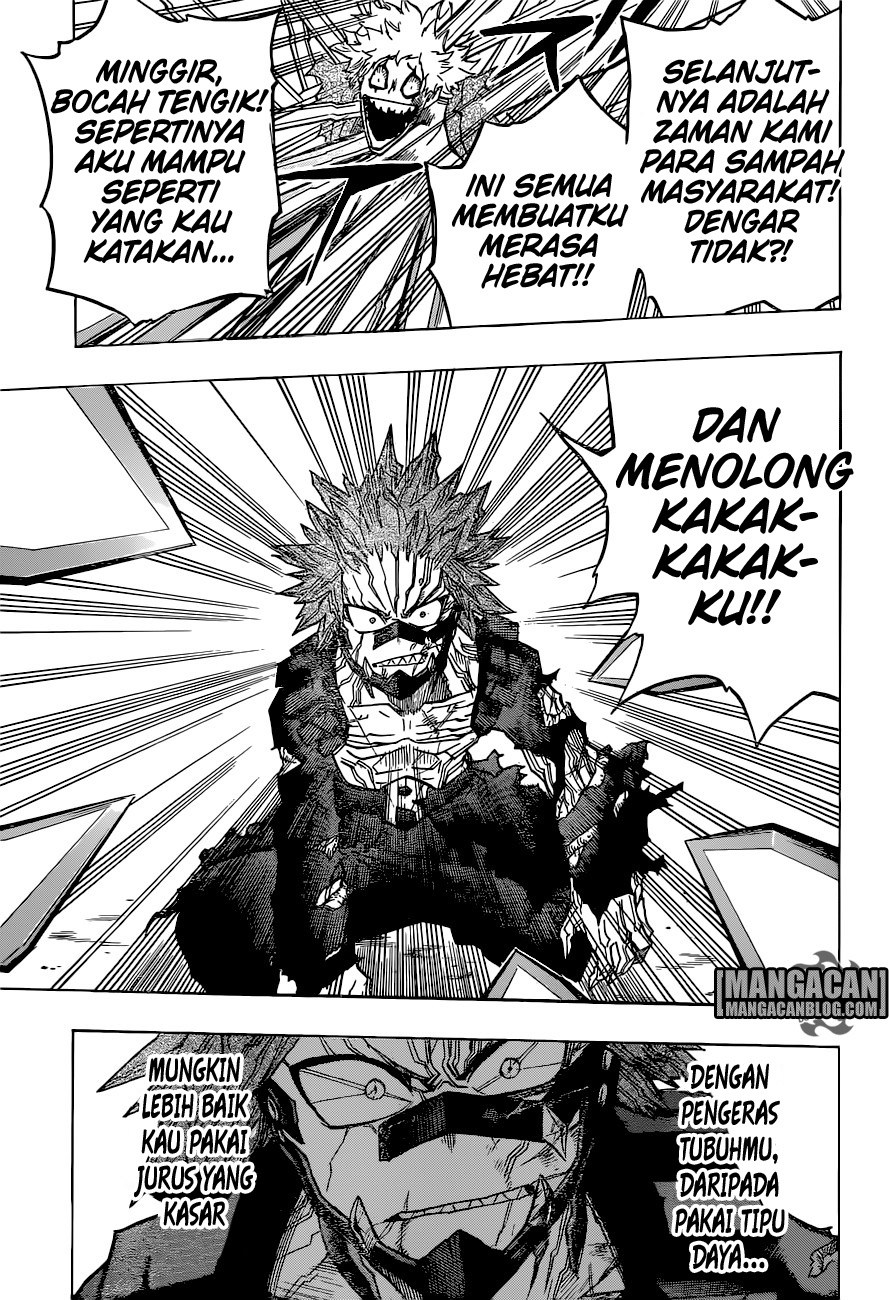 SELANJUT-
NYA ADALAH
ZAMAN KAMI
PARA SAMPAH
MASYARAKAT!
DENGAR
TIDAK?!
INI SEMUA
MEMBUATKU
MERASA
HEBAT!!
MINGGIR,
BOCAH TENGIK!
SEPERTINYA
AKU MAMPU
SEPERTI
YANG KAU
KATAKAN...
DAN
MENOLONG
KAKAK-
KAKAK-
KU!!
MANGACAN
MANGACANBLOG.COM
DENGAN
PENGERAS
TUBUHMU,
DARIPADA
PAKAI TIPU
DAYA...
MUNGKIN
LEBIH BAIK
KAU PAKAI
JURUS YANG
KASAR